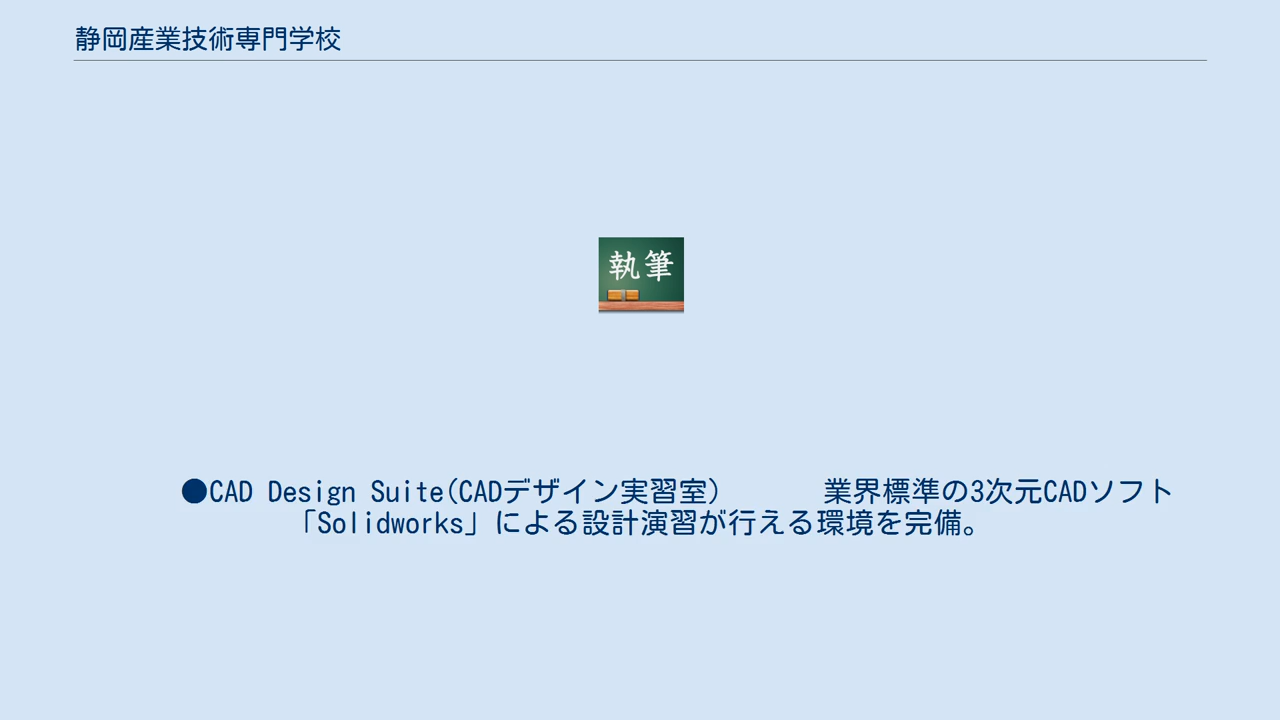 静岡産業技術専門学校
執筆
●CAD Design Suite(CADデザイン実習室)　　　業界標準の3次元CADソフト
「Solidworks」による設計演習が行える環境を完備。